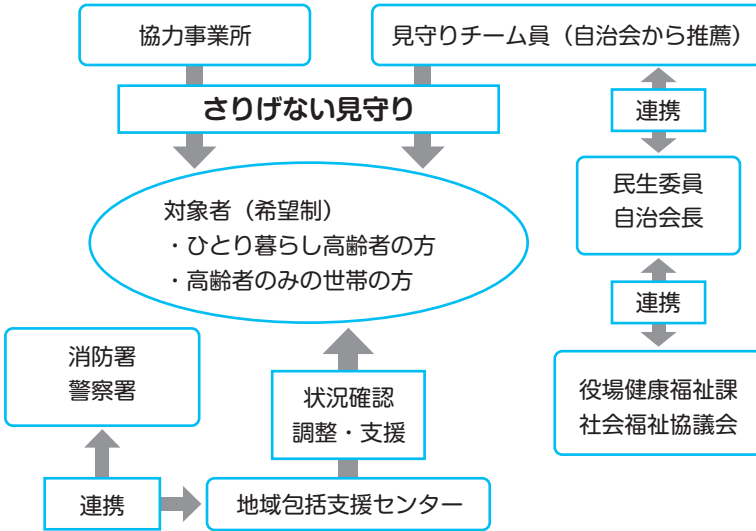 協力事業所
見守りチーム員（自治会から推薦）
さりげない見守り
連携
民生委員
自治会長
対象者（希望制）
・ひとり暮らし高齢者の方
・高齢者のみの世帯の方
連携
消防署
警察署
状況確認
調整・支援
役場健康福祉課
社会福祉協議会
連携
地域包括支援センター